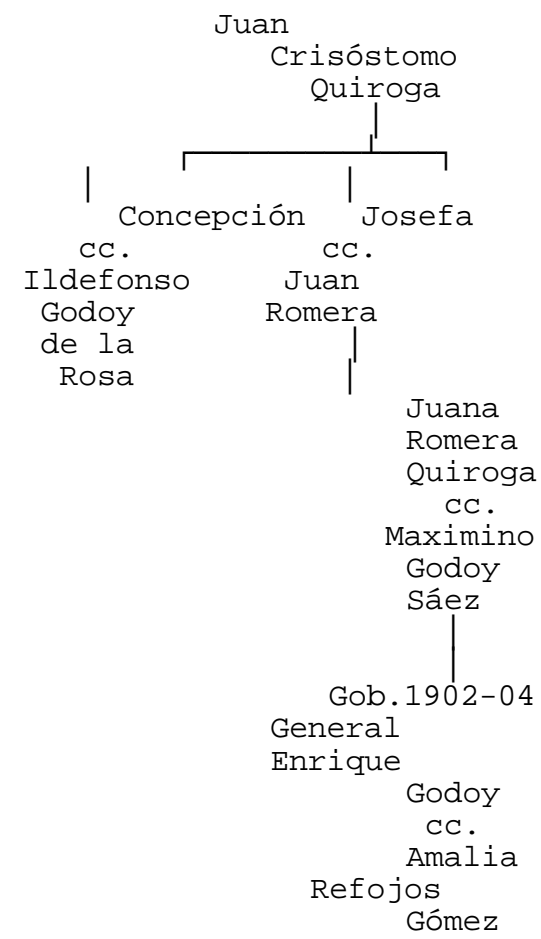 Juan
Crisóstomo
Quiroga
Concepción Josefa
cc. cc.
Ildefonso Juan
Godoy Romera
de la
Rosa
Juana
Romera
Quiroga
cc.
Maximino
Godoy
Sáez
Gob.1902-04
General
Enrique
Godoy
cc.
Amalia
Refojos
Gómez